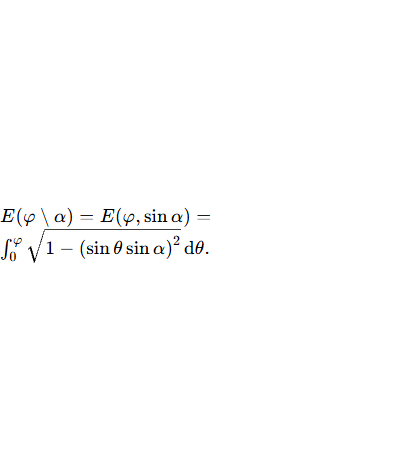 E(φ \ α) = E(φ, sin α) =
∫₀^φ √(1 − (sin θ sin α)²) dθ.